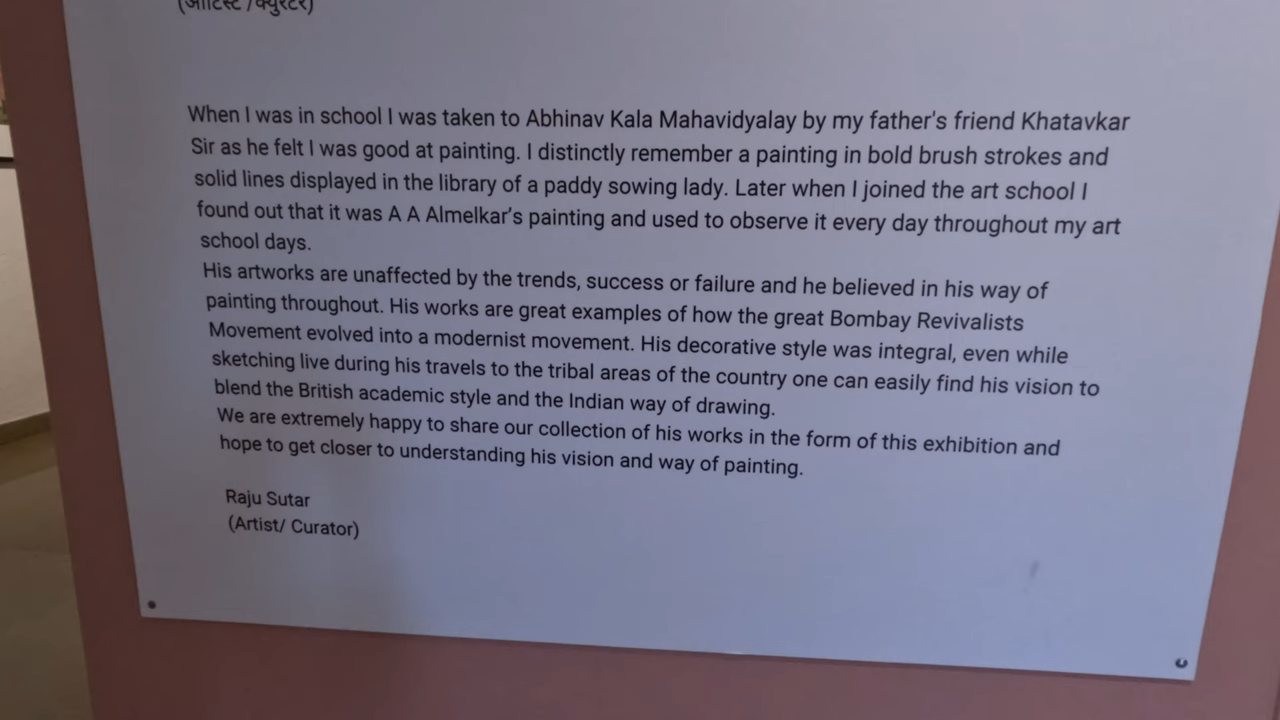 (आर्टिस्ट /क्युरेटर)
When I was in school I was taken to Abhinav Kala Mahavidyalay by my father's friend Khatavkar
Sir as he felt I was good at painting. I distinctly remember a painting in bold brush strokes and
solid lines displayed in the library of a paddy sowing lady. Later when I joined the art school I
found out that it was A A Almelkar's painting and used to observe it every day throughout my art
school days.
His artworks are unaffected by the trends, success or failure and he believed in his way of
painting throughout. His works are great examples of how the great Bombay Revivalists
Movement evolved into a modernist movement. His decorative style was integral, even while
sketching live during his travels to the tribal areas of the country one can easily find his vision to
blend the British academic style and the Indian way of drawing.
We are extremely happy to share our collection of his works in the form of this exhibition and
hope to get closer to understanding his vision and way of painting.
Raju Sutar
(Artist/ Curator)